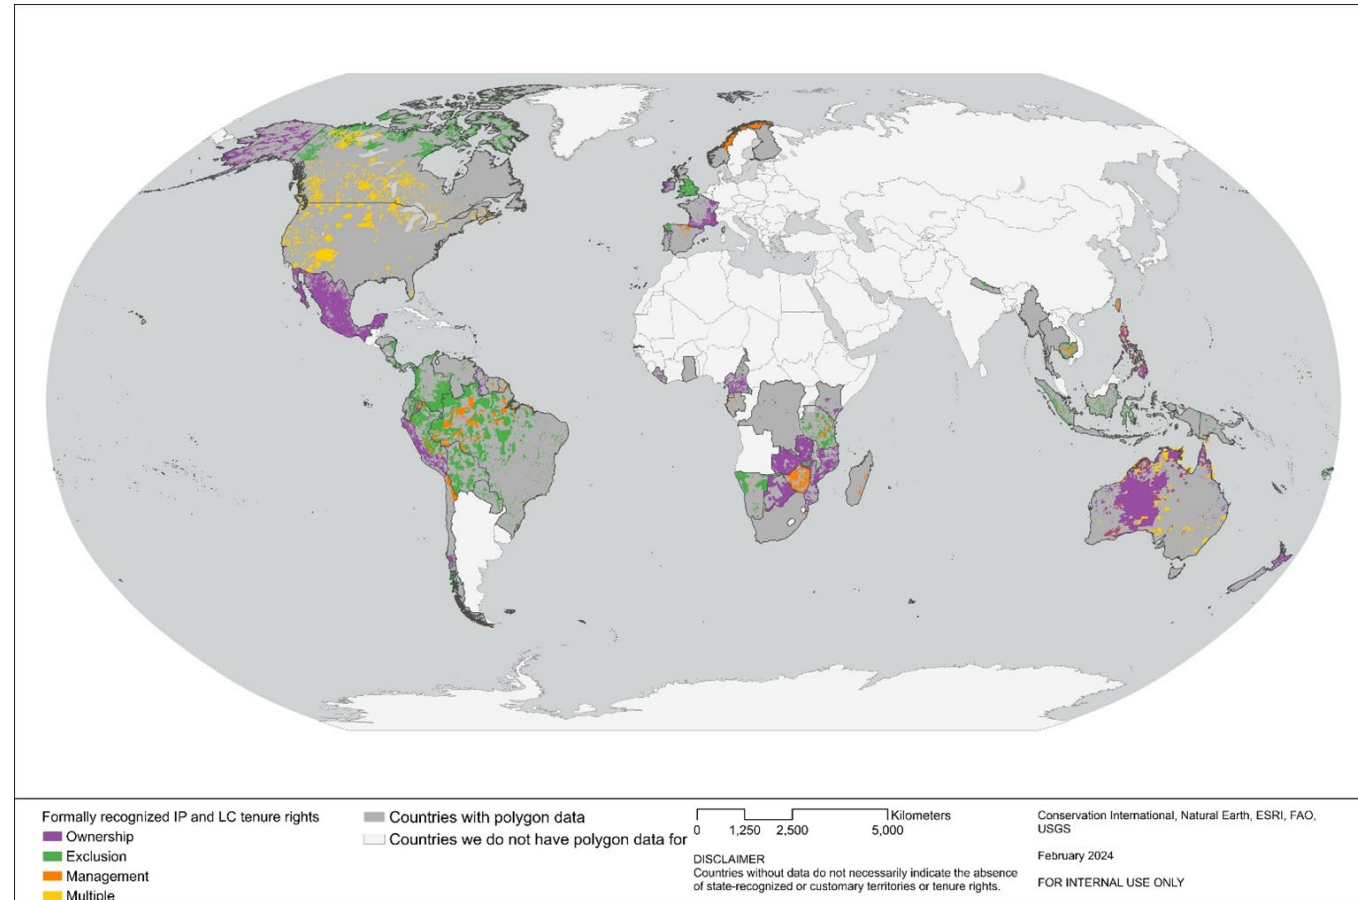 Formally recognized IP and LC tenure rights
Ownership
Exclusion
Management
Multiple
Countries with polygon data
Countries we do not have polygon data for
Kilometers
0 1,250 2,500 5,000
DISCLAIMER
Countries without data do not necessarily indicate the absence
of state-recognized or customary territories or tenure rights.
Conservation International, Natural Earth, ESRI, FAO,
USGS
February 2024
FOR INTERNAL USE ONLY